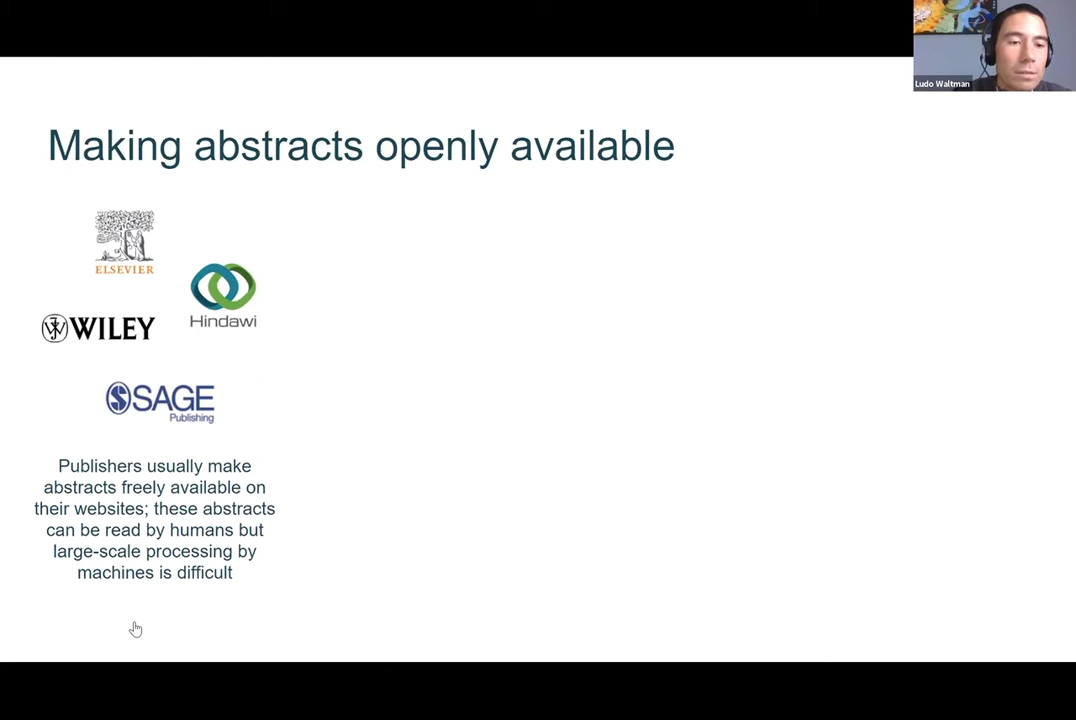 Ludo Waltman
Making abstracts openly available
ELSEVIER
Hindawi
WILEY
SAGE
Publishing
Publishers usually make
abstracts freely available on
their websites; these abstracts
can be read by humans but
large-scale processing by
machines is difficult